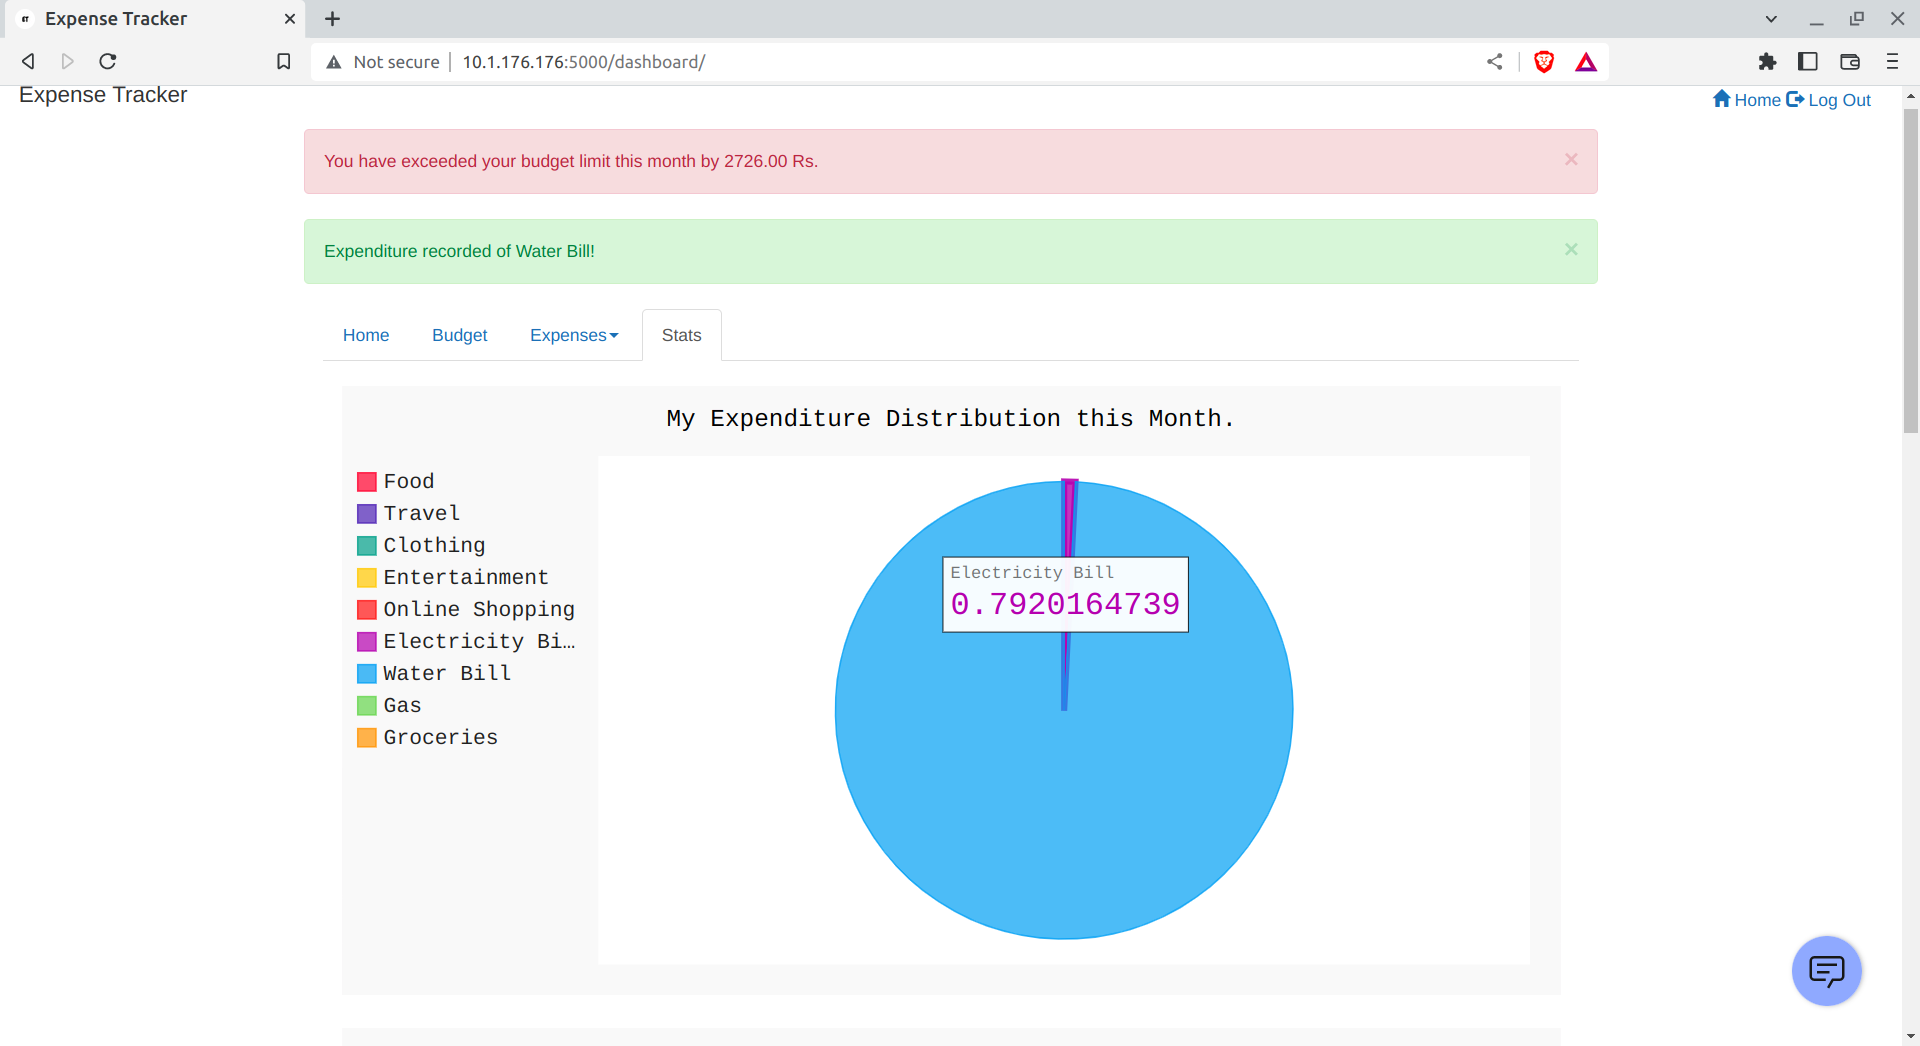 Expense Tracker
Not secure 10.1.176.176:5000/dashboard/
Expense Tracker
Home Log Out
You have exceeded your budget limit this month by 2726.00 Rs.
Expenditure recorded of Water Bill!
Home Budget Expenses Stats
My Expenditure Distribution this Month.
Food
Travel
Clothing
Entertainment
Online Shopping
Electricity Bi…
Water Bill
Gas
Groceries
Electricity Bill
0.7920164739